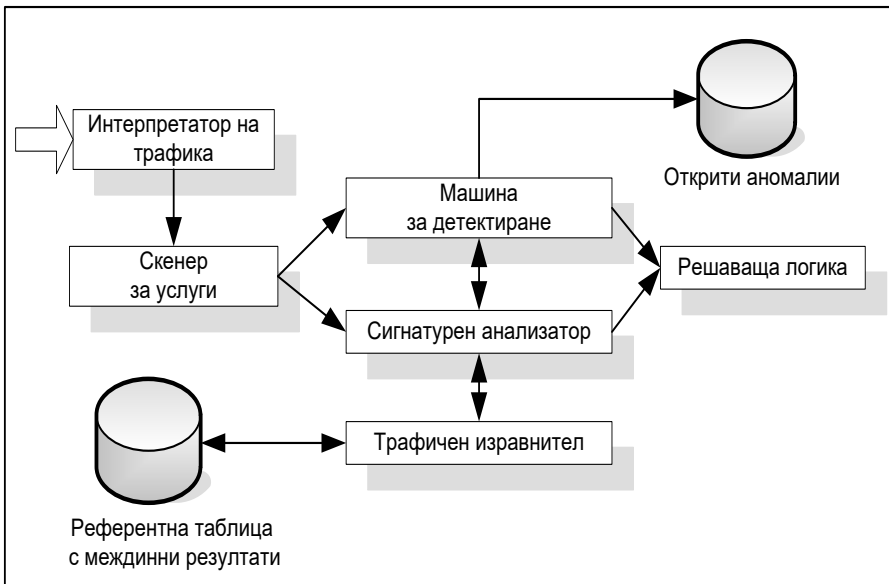 Интерпретатор на
трафика
Открити аномалии
Машина
за детектиране
Скенер
за услуги
Решаваща логика
Сигнатурен анализатор
Трафичен изравнител
Референтна таблица
с междинни резултати